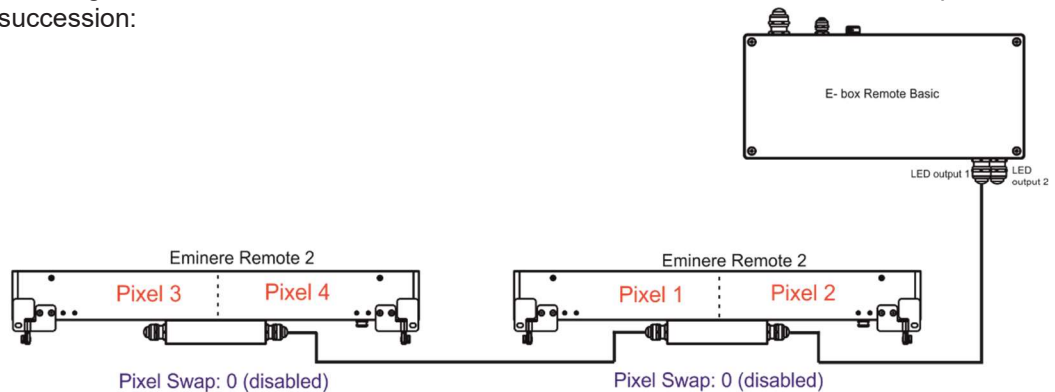 succession:
E- box Remote Basic
LED output 1
LED
output 2
Eminere Remote 2
Eminere Remote 2
Pixel 3
Pixel 4
Pixel 1
Pixel 2
Pixel Swap: 0 (disabled)
Pixel Swap: 0 (disabled)